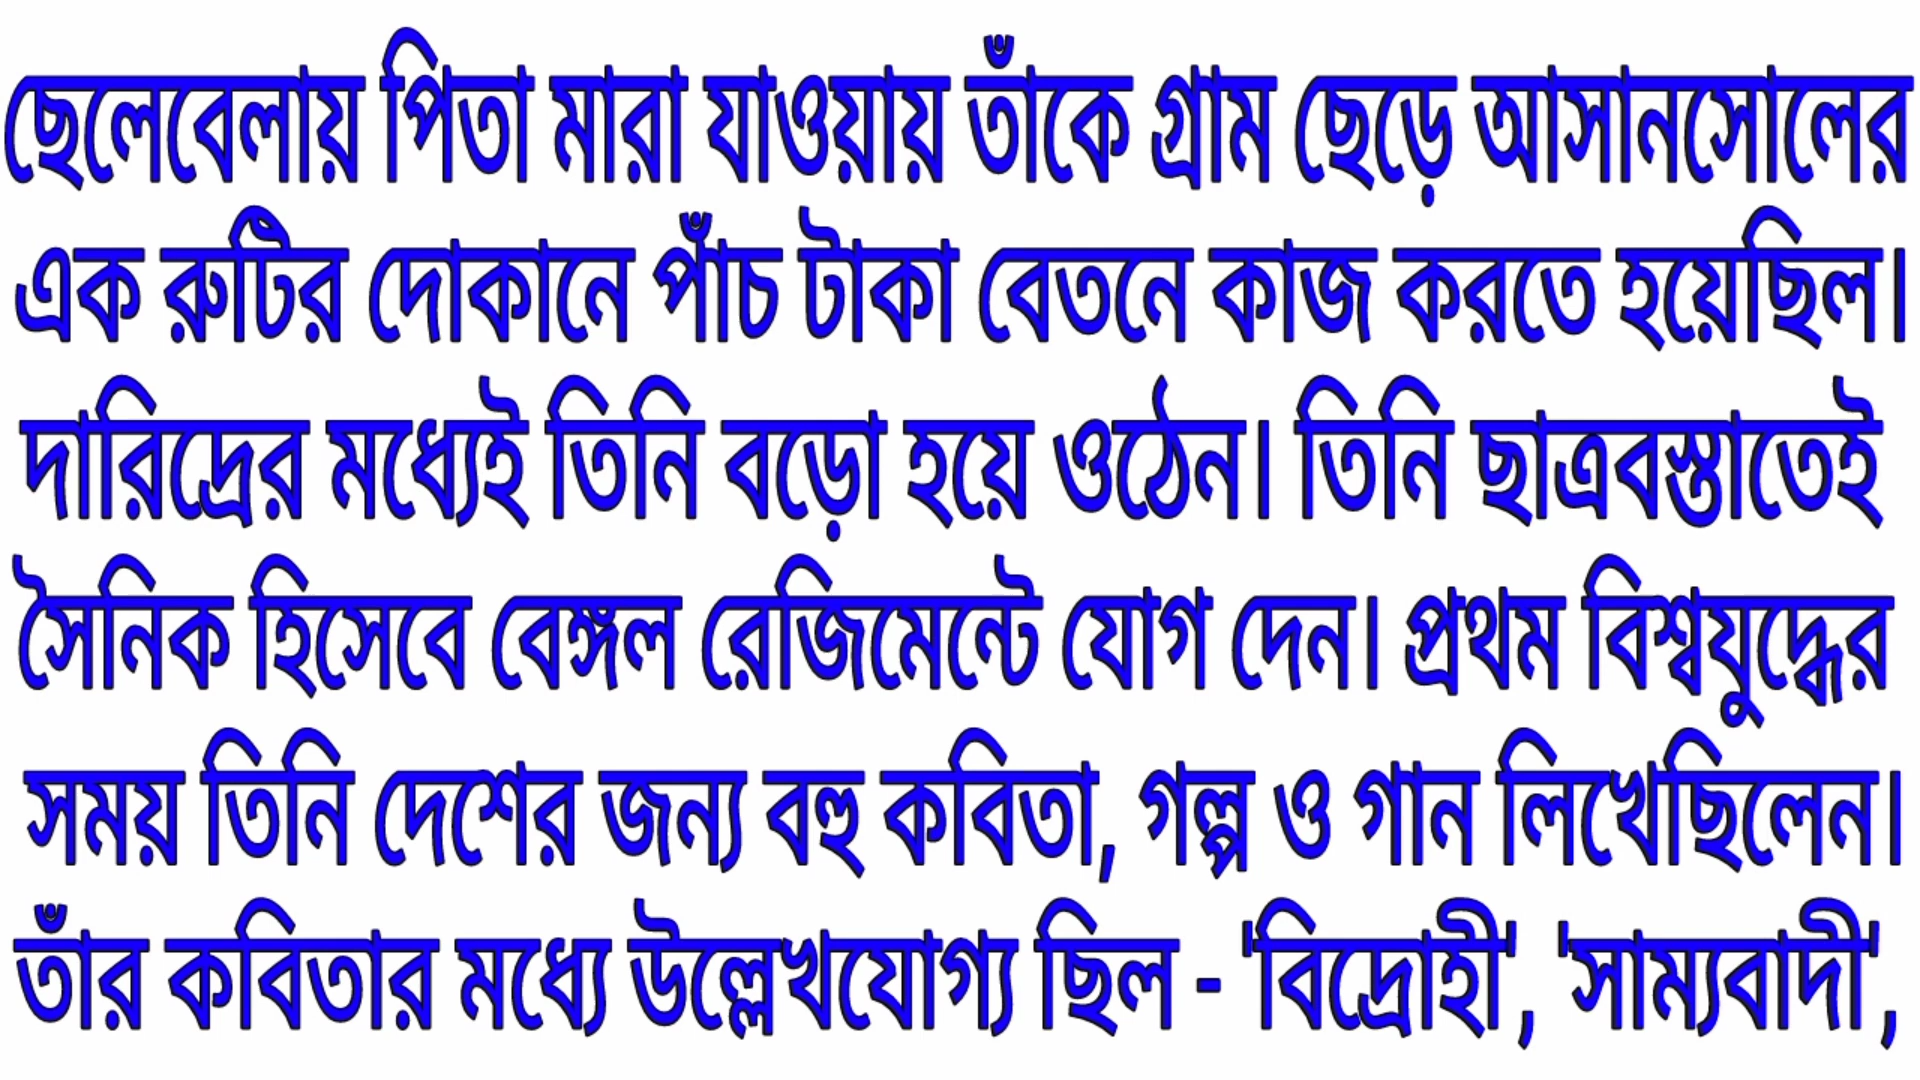 ছেলেবেলায় পিতা মারা যাওয়ায় তাঁকে গ্রাম ছেড়ে আসানসোলের
এক রুটির দোকানে পাঁচ টাকা বেতনে কাজ করতে হয়েছিল।
দারিদ্রের মধ্যেই তিনি বড়ো হয়ে ওঠেন। তিনি ছাত্রবস্তাতেই
সৈনিক হিসেবে বেঙ্গল রেজিমেন্টে যোগ দেন। প্রথম বিশ্বযুদ্ধের
সময় তিনি দেশের জন্য বহু কবিতা, গল্প ও গান লিখেছিলেন।
তাঁর কবিতার মধ্যে উল্লেখযোগ্য ছিল - 'বিদ্রোহী', 'সাম্যবাদী',